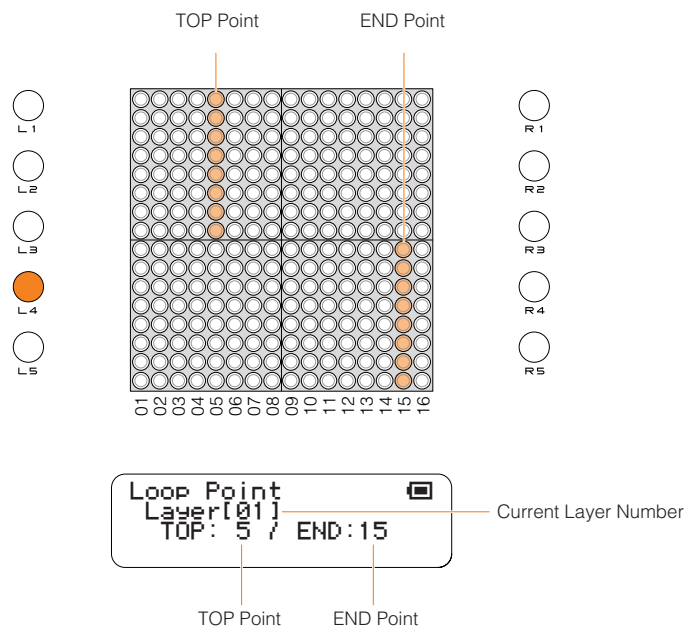 TOP Point END Point
L1 R1
L2 R2
L3 R3
L4 R4
L5 R5
01 02 03 04 05 06 07 08 09 10 11 12 13 14 15 16
Loop Point
Layer[01]
Current Layer Number
TOP: 5 / END:15
TOP Point END Point